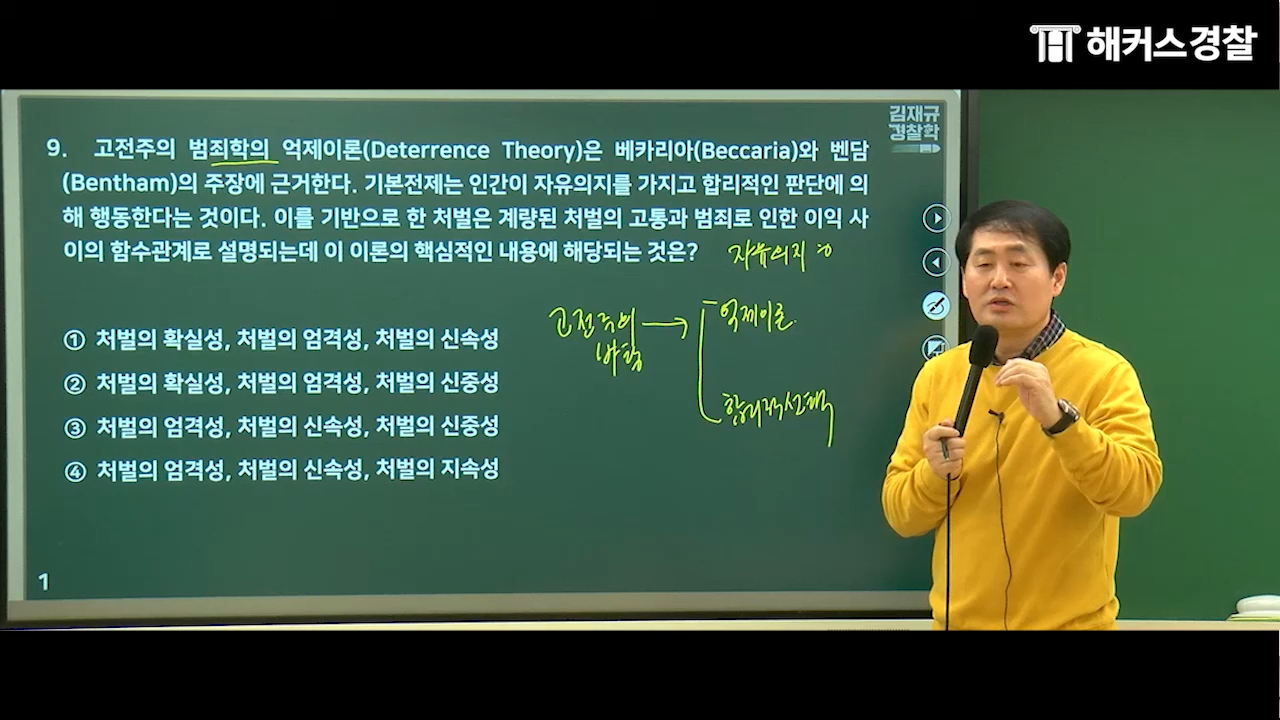 해커스경찰
김재규
경찰학
9. 고전주의 범죄학의 억제이론(Deterrence Theory)은 베카리아(Beccaria)와 벤담
(Bentham)의 주장에 근거한다. 기본전제는 인간이 자유의지를 가지고 합리적인 판단에 의
해 행동한다는 것이다. 이를 기반으로 한 처벌은 계량된 처벌의 고통과 범죄로 인한 이익 사
이의 함수관계로 설명되는데 이 이론의 핵심적인 내용에 해당되는 것은?
자유의지
고전주의
억제이론
① 처벌의 확실성, 처벌의 엄격성, 처벌의 신속성
② 처벌의 확실성, 처벌의 엄격성, 처벌의 신중성
합리적선택
③ 처벌의 엄격성, 처벌의 신속성, 처벌의 신중성
④ 처벌의 엄격성, 처벌의 신속성, 처벌의 지속성
1